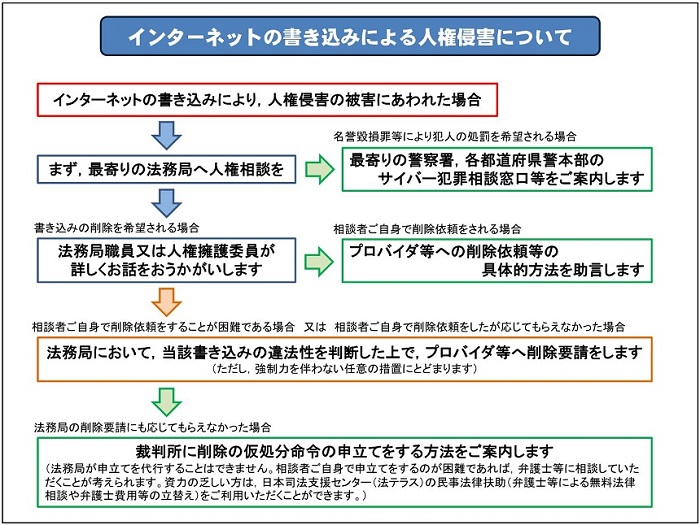 インターネットの書き込みによる人権侵害について
インターネットの書き込みにより，人権侵害の被害にあわれた場合
名誉毀損罪等により犯人の処罰を希望される場合
まず，最寄りの法務局へ人権相談を
最寄りの警察署，各都道府県警本部の
サイバー犯罪相談窓口等をご案内します
書き込みの削除を希望される場合
相談者ご自身で削除依頼をされる場合
法務局職員又は人権擁護委員が
詳しくお話をおうかがいします
プロバイダ等への削除依頼等の
具体的方法を助言します
相談者ご自身で削除依頼をすることが困難である場合　又は　相談者ご自身で削除依頼をしたが応じてもらえなかった場合
法務局において，当該書き込みの違法性を判断した上で，プロバイダ等へ削除要請をします
（ただし，強制力を伴わない任意の措置にとどまります）
法務局の削除要請にも応じてもらえなかった場合
裁判所に削除の仮処分命令の申立てをする方法をご案内します
（法務局が申立てを代行することはできません。相談者ご自身で申立てをするのが困難であれば，弁護士等に相談していた
だくことが考えられます。資力の乏しい方は，日本司法支援センター（法テラス）の民事法律扶助（弁護士等による無料法律
相談や弁護士費用等の立替え）をご利用いただくことができます。）